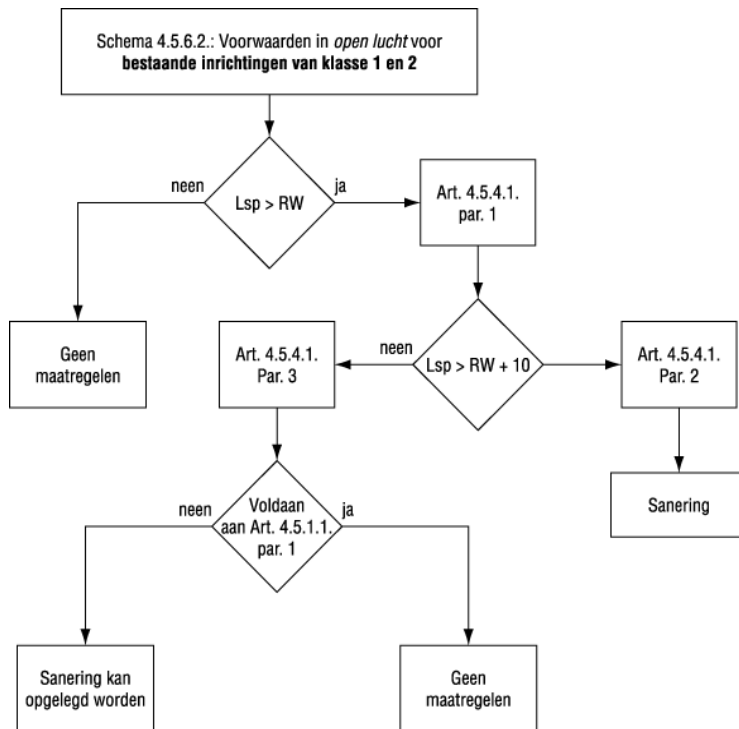 Schema 4.5.6.2.: Voorwaarden in open lucht voor
bestaande inrichtingen van klasse 1 en 2
neen
ja
Lsp > RW
Art. 4.5.4.1.
par. 1
Geen
maatregelen
Art. 4.5.4.1.
Par. 3
neen
Lsp > RW + 10
Art. 4.5.4.1.
Par. 2
neen
Voldaan
aan Art. 4.5.1.1.
par. 1
ja
Sanering
Sanering kan
opgelegd worden
Geen
maatregelen